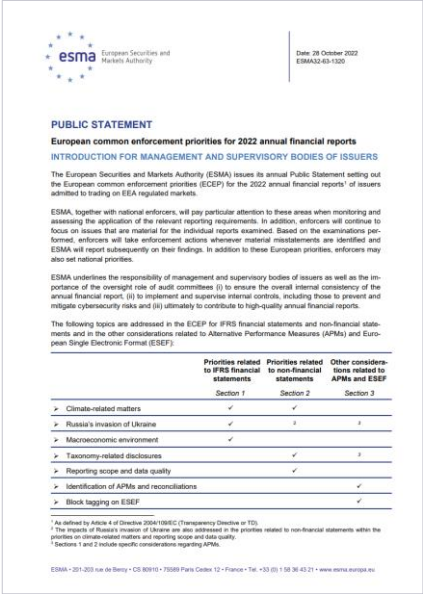 esma
European Securities and
Markets Authority
Date: 28 October 2022
ESMA32-63-1320
PUBLIC STATEMENT
European common enforcement priorities for 2022 annual financial reports
INTRODUCTION FOR MANAGEMENT AND SUPERVISORY BODIES OF ISSUERS
The European Securities and Markets Authority (ESMA) issues its annual Public Statement setting out
the European common enforcement priorities (ECEP) for the 2022 annual financial reports¹ of issuers
admitted to trading on EEA regulated markets.
ESMA, together with national enforcers, will pay particular attention to these areas when monitoring and
assessing the application of the relevant reporting requirements. In addition, enforcers will continue to
focus on issues that are material for the individual reports examined. Based on the examinations per-
formed, enforcers will take enforcement actions whenever material misstatements are identified and
ESMA will report subsequently on their findings. In addition to these European priorities, enforcers may
also set national priorities.
ESMA underlines the responsibility of management and supervisory bodies of issuers as well as the im-
portance of the oversight role of audit committees (i) to ensure the overall internal consistency of the
annual financial report, (ii) to implement and supervise internal controls, including those to prevent and
mitigate cybersecurity risks and (iii) ultimately to contribute to high-quality annual financial reports.
The following topics are addressed in the ECEP for IFRS financial statements and non-financial state-
ments and in the other considerations related to Alternative Performance Measures (APMs) and Euro-
pean Single Electronic Format (ESEF):
Priorities related Priorities related Other considera-
to IFRS financial to non-financial tions related to
statements statements APMs and ESEF
Section 1 Section 2 Section 3
➢ Climate-related matters ✓ ✓
➢ Russia's invasion of Ukraine ✓ ² ²
➢ Macroeconomic environment ✓
➢ Taxonomy-related disclosures ✓ ³
➢ Reporting scope and data quality ✓
➢ Identification of APMs and reconciliations ✓
➢ Block tagging on ESEF ✓
¹ As defined by Article 4 of Directive 2004/109/EC (Transparency Directive or TD).
² The impacts of Russia's invasion of Ukraine are also addressed in the priorities related to non-financial statements within the
priorities on climate-related matters and reporting scope and data quality.
³ Sections 1 and 2 include specific considerations regarding APMs.
ESMA • 201-203 rue de Bercy • CS 80910 • 75589 Paris Cedex 12 • France • Tel. +33 (0) 1 58 36 43 21 • www.esma.europa.eu